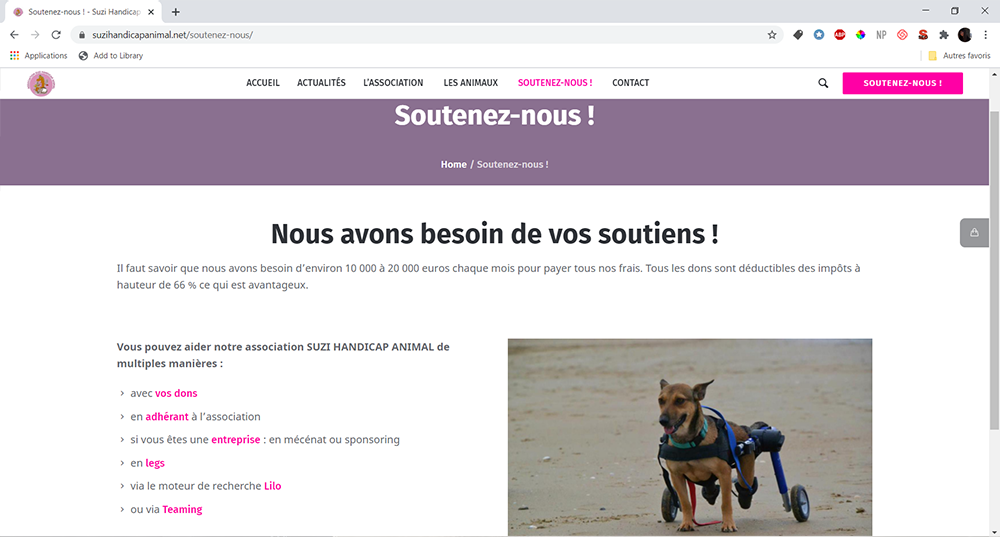 Soutenez-nous ! - Suzi Handicap
suzihandicapanimal.net/soutenez-nous/
ABP NP
Applications Add to Library Autres favoris
ACCUEIL ACTUALITÉS L'ASSOCIATION LES ANIMAUX SOUTENEZ-NOUS ! CONTACT SOUTENEZ-NOUS !
Soutenez-nous !
Home / Soutenez-nous !
Nous avons besoin de vos soutiens !
Il faut savoir que nous avons besoin d'environ 10 000 à 20 000 euros chaque mois pour payer tous nos frais. Tous les dons sont déductibles des impôts à
hauteur de 66 % ce qui est avantageux.
Vous pouvez aider notre association SUZI HANDICAP ANIMAL de
multiples manières :
avec vos dons
en adhérant à l'association
si vous êtes une entreprise : en mécénat ou sponsoring
en legs
via le moteur de recherche Lilo
ou via Teaming